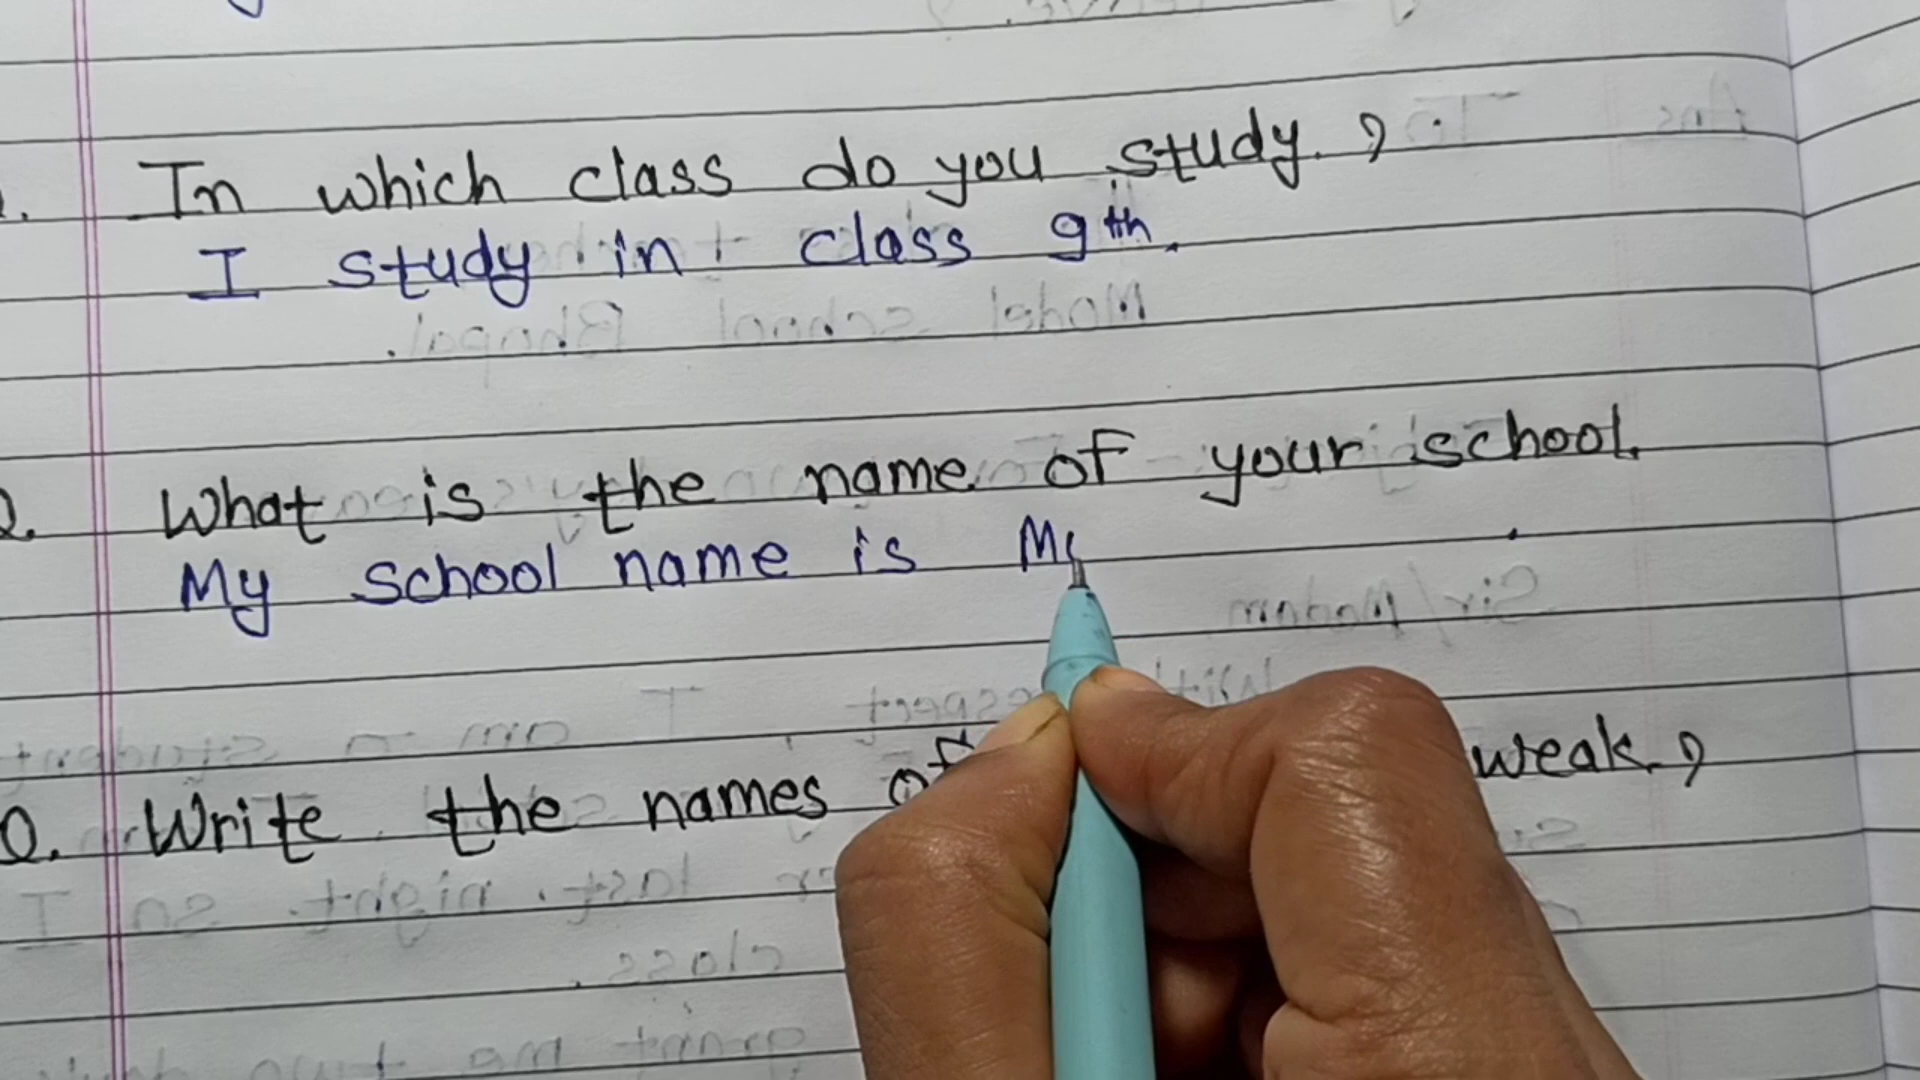 In which class do you study. ?
I study in class 9th.
Q. What is the name of your school.
My school name is
Q. Write the names of weak. ?